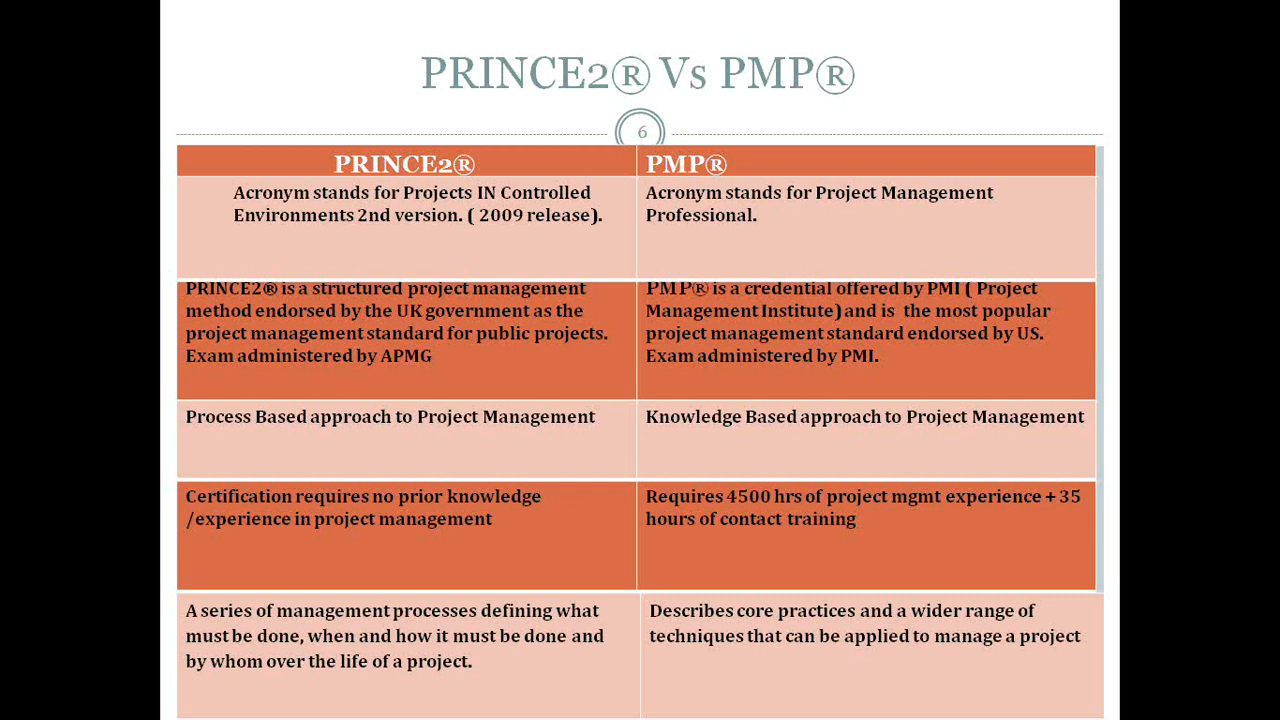 PRINCE2® Vs PMP®
6
PRINCE2®
PMP®
Acronym stands for Projects IN Controlled
Environments 2nd version. ( 2009 release).
Acronym stands for Project Management
Professional.
PRINCE2® is a structured project management
method endorsed by the UK government as the
project management standard for public projects.
Exam administered by APMG
PMP® is a credential offered by PMI ( Project
Management Institute) and is the most popular
project management standard endorsed by US.
Exam administered by PMI.
Process Based approach to Project Management
Knowledge Based approach to Project Management
Certification requires no prior knowledge
/experience in project management
Requires 4500 hrs of project mgmt experience + 35
hours of contact training
A series of management processes defining what
must be done, when and how it must be done and
by whom over the life of a project.
Describes core practices and a wider range of
techniques that can be applied to manage a project